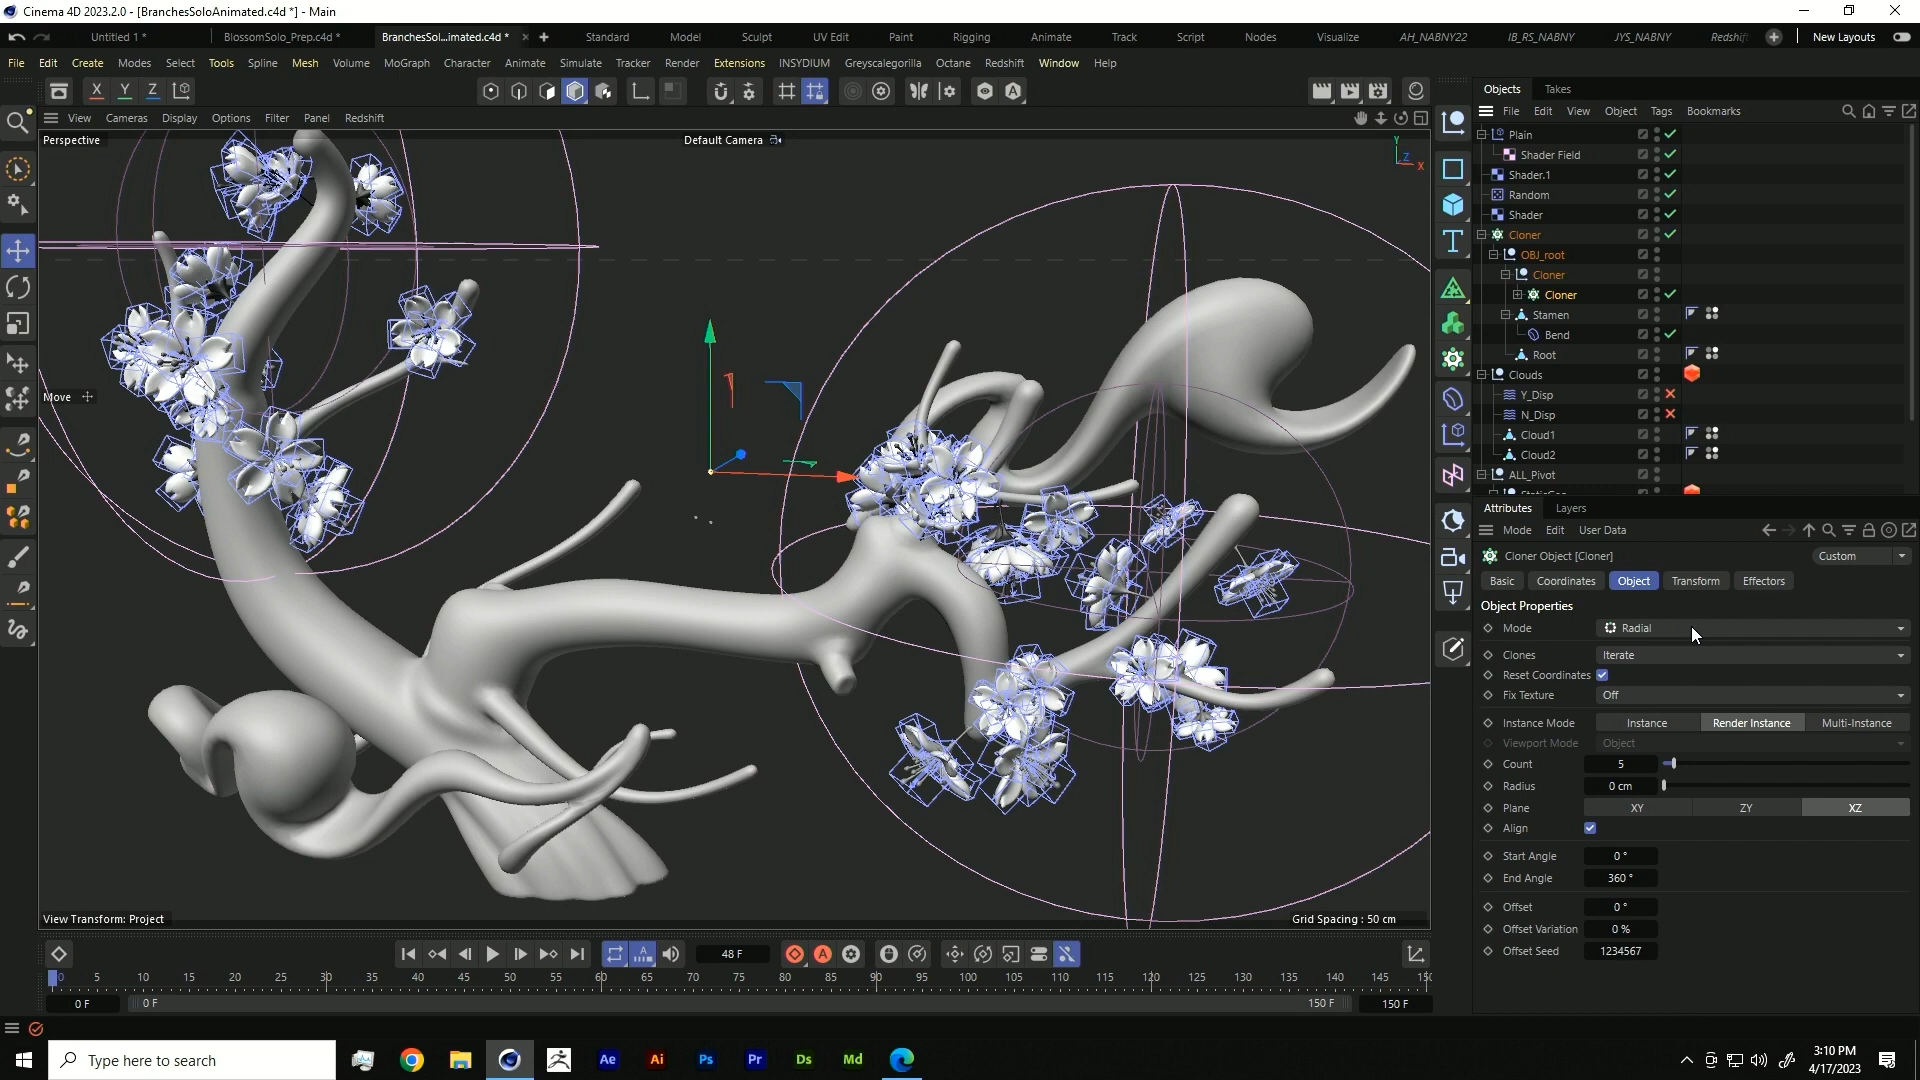 Cinema 4D 2023.2.0 - [BranchesSoloAnimated.c4d *] - Main
Untitled 1 *
BlossomSolo_Prep.c4d *
BranchesSol...imated.c4d *
Standard
Model
Sculpt
UV Edit
Paint
Rigging
Animate
Track
Script
Nodes
Visualize
AH_NABNY22
IB_RS_NABNY
JYS_NABNY
New Layouts
File Edit Create Modes Select Tools Spline Mesh Volume MoGraph Character Animate Simulate Tracker Render Extensions INSYDIUM Greyscalegorilla Octane Redshift Window Help
X Y Z
View Cameras Display Options Filter Panel Redshift
Perspective
Default Camera
Y
Z
X
Move
View Transform: Project
Grid Spacing : 50 cm
48 F
0 5 10 15 20 25 30 35 40 45 50 55 60 65 70 75 80 85 90 95 100 105 110 115 120 125 130 135 140 145
0 F
0 F
150 F
150 F
Objects Takes
File Edit View Object Tags Bookmarks
Plain
Shader Field
Shader.1
Random
Shader
Cloner
OBJ_root
Cloner
Cloner
Stamen
Bend
Root
Clouds
Y_Disp
N_Disp
Cloud1
Cloud2
ALL_Pivot
Attributes Layers
Mode Edit User Data
Cloner Object [Cloner]
Custom
Basic Coordinates Object Transform Effectors
Object Properties
Mode Radial
Clones Iterate
Reset Coordinates
Fix Texture Off
Instance Mode Instance Render Instance Multi-Instance
Viewport Mode Object
Count 5
Radius 0 cm
Plane XY ZY XZ
Align
Start Angle 0 °
End Angle 360 °
Offset 0 °
Offset Variation 0 %
Offset Seed 1234567
Type here to search
Ae
Ai
Ps
Pr
Ds
Md
3:10 PM
4/17/2023